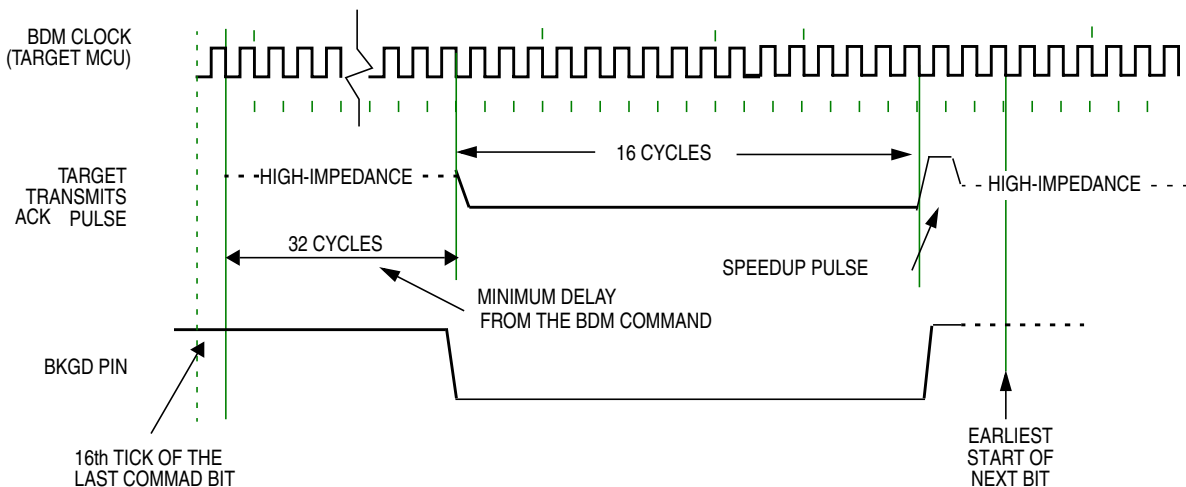 BDM CLOCK
(TARGET MCU)
16 CYCLES
TARGET
TRANSMITS
ACK PULSE
HIGH-IMPEDANCE
HIGH-IMPEDANCE
32 CYCLES
SPEEDUP PULSE
MINIMUM DELAY
FROM THE BDM COMMAND
BKGD PIN
16th TICK OF THE
LAST COMMAD BIT
EARLIEST
START OF
NEXT BIT